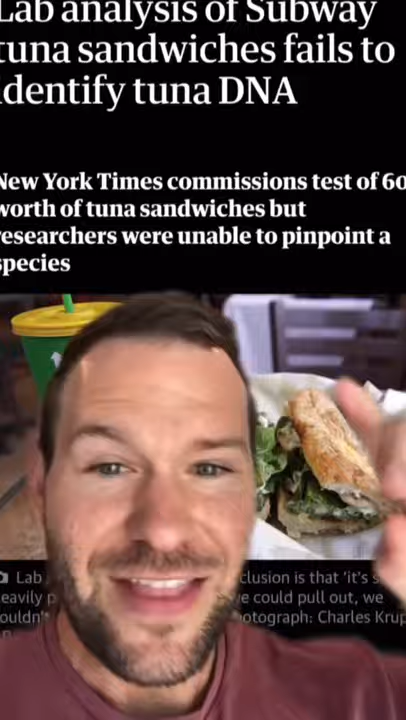 Lab analysis of Subway
tuna sandwiches fails to
identify tuna DNA
New York Times commissions test of 60
worth of tuna sandwiches but
researchers were unable to pinpoint a
species
Lab
clusion is that 'it's s
eavily p
e could pull out, we
ouldn't
otograph: Charles Krup